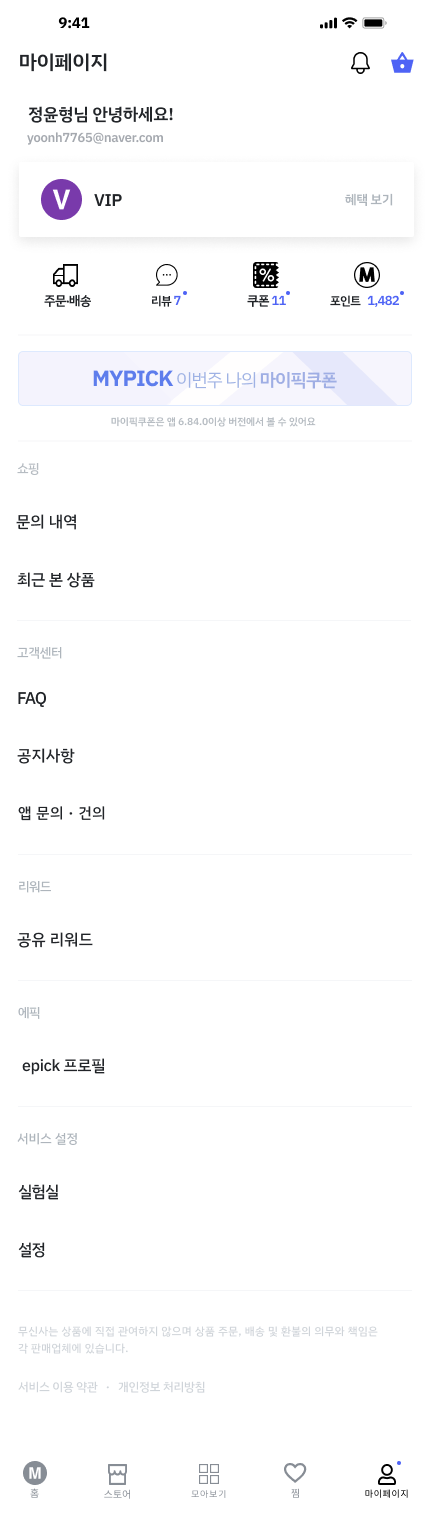 9:41
마이페이지
정윤형님 안녕하세요!
yoonh7765@naver.com
V VIP 혜택 보기
주문·배송 리뷰 7 쿠폰 11 포인트 1,482
MYPICK 이번주 나의 마이픽쿠폰
마이픽쿠폰은 앱 6.84.0이상 버전에서 볼 수 있어요
쇼핑
문의 내역
최근 본 상품
고객센터
FAQ
공지사항
앱 문의 · 건의
리워드
공유 리워드
에픽
epick 프로필
서비스 설정
실험실
설정
무신사는 상품에 직접 관여하지 않으며 상품 주문, 배송 및 환불의 의무와 책임은
각 판매업체에 있습니다.
서비스 이용 약관 · 개인정보 처리방침
홈 스토어 모아보기 찜 마이페이지